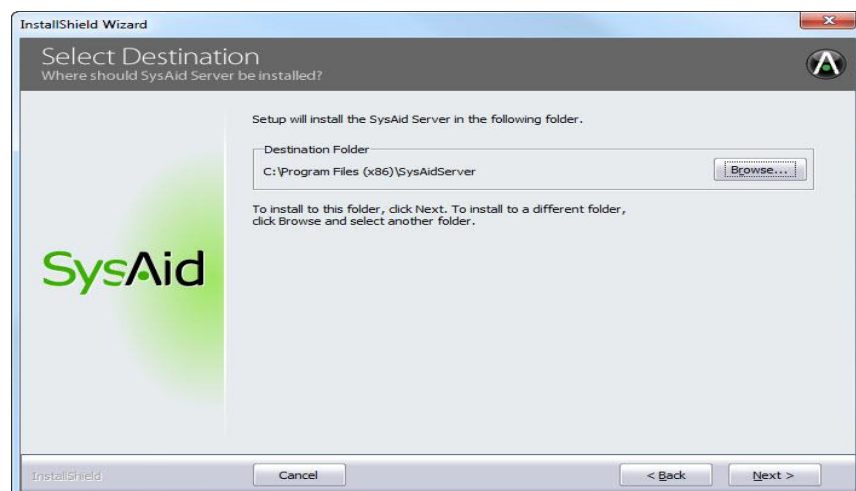 InstallShield Wizard
Select Destination
Where should SysAid Server be installed?
Setup will install the SysAid Server in the following folder.
Destination Folder
C:\Program Files (x86)\SysAidServer
Browse...
To install to this folder, click Next. To install to a different folder,
click Browse and select another folder.
SysAid
InstallShield
Cancel
< Back
Next >